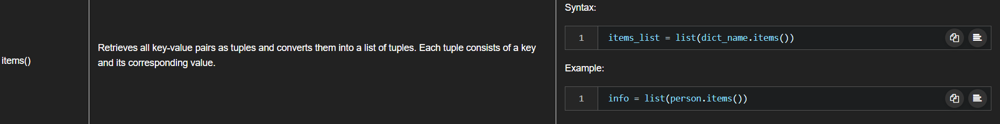 items()
Retrieves all key-value pairs as tuples and converts them into a list of tuples. Each tuple consists of a key
and its corresponding value.
Syntax:
1 items_list = list(dict_name.items())
Example:
1 info = list(person.items())